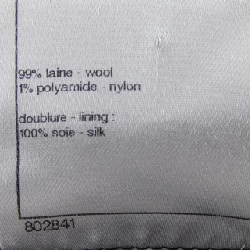 99% laine - wool
1% polyamide - nylon
doublure - lining :
100% soie - silk
802841